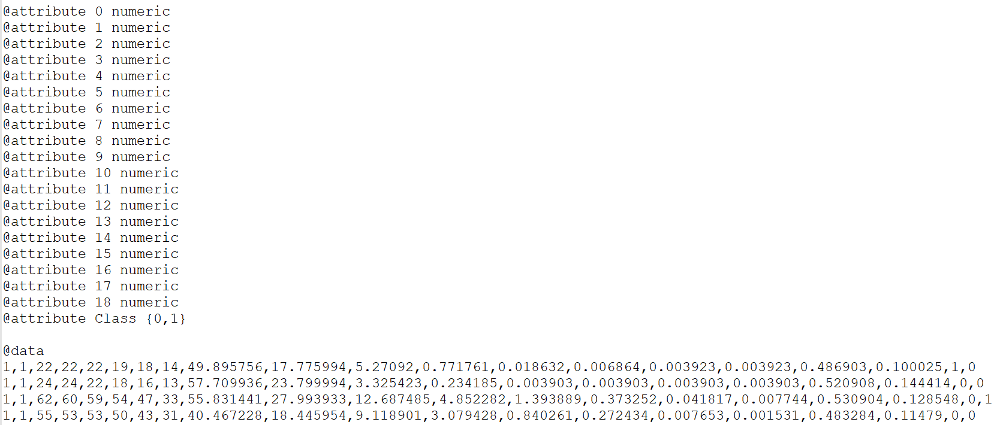 @attribute 0 numeric
@attribute 1 numeric
@attribute 2 numeric
@attribute 3 numeric
@attribute 4 numeric
@attribute 5 numeric
@attribute 6 numeric
@attribute 7 numeric
@attribute 8 numeric
@attribute 9 numeric
@attribute 10 numeric
@attribute 11 numeric
@attribute 12 numeric
@attribute 13 numeric
@attribute 14 numeric
@attribute 15 numeric
@attribute 16 numeric
@attribute 17 numeric
@attribute 18 numeric
@attribute Class {0,1}
@data
1,1,22,22,22,19,18,14,49.895756,17.775994,5.27092,0.771761,0.018632,0.006864,0.003923,0.003923,0.486903,0.100025,1,0
1,1,24,24,22,18,16,13,57.709936,23.799994,3.325423,0.234185,0.003903,0.003903,0.003903,0.003903,0.520908,0.144414,0,0
1,1,62,60,59,54,47,33,55.831441,27.993933,12.687485,4.852282,1.393889,0.373252,0.041817,0.007744,0.530904,0.128548,0,1
1,1,55,53,53,50,43,31,40.467228,18.445954,9.118901,3.079428,0.840261,0.272434,0.007653,0.001531,0.483284,0.11479,0,0